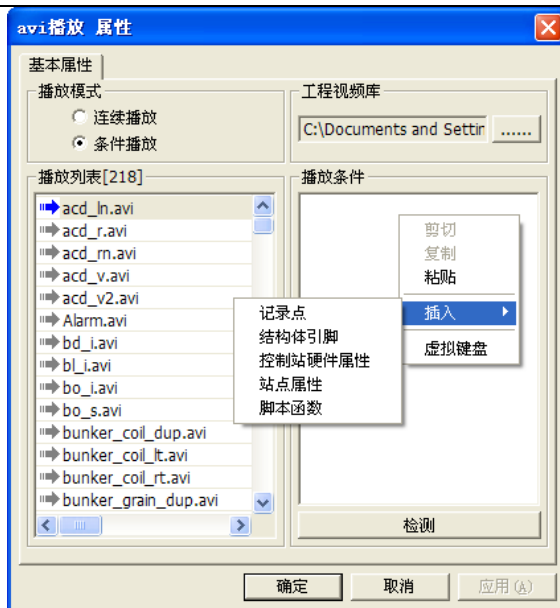 avi播放 属性
基本属性
播放模式
连续播放
条件播放
工程视频库
C:\Documents and Settin
......
播放列表[218]
acd_ln.avi
acd_r.avi
acd_rn.avi
acd_v.avi
acd_v2.avi
Alarm.avi
bd_i.avi
bl_i.avi
bo_i.avi
bo_s.avi
bunker_coil_dup.avi
bunker_coil_lt.avi
bunker_coil_rt.avi
bunker_grain_dup.avi
播放条件
剪切
复制
粘贴
插入
虚拟键盘
记录点
结构体引脚
控制站硬件属性
站点属性
脚本函数
检测
确定
取消
应用(A)